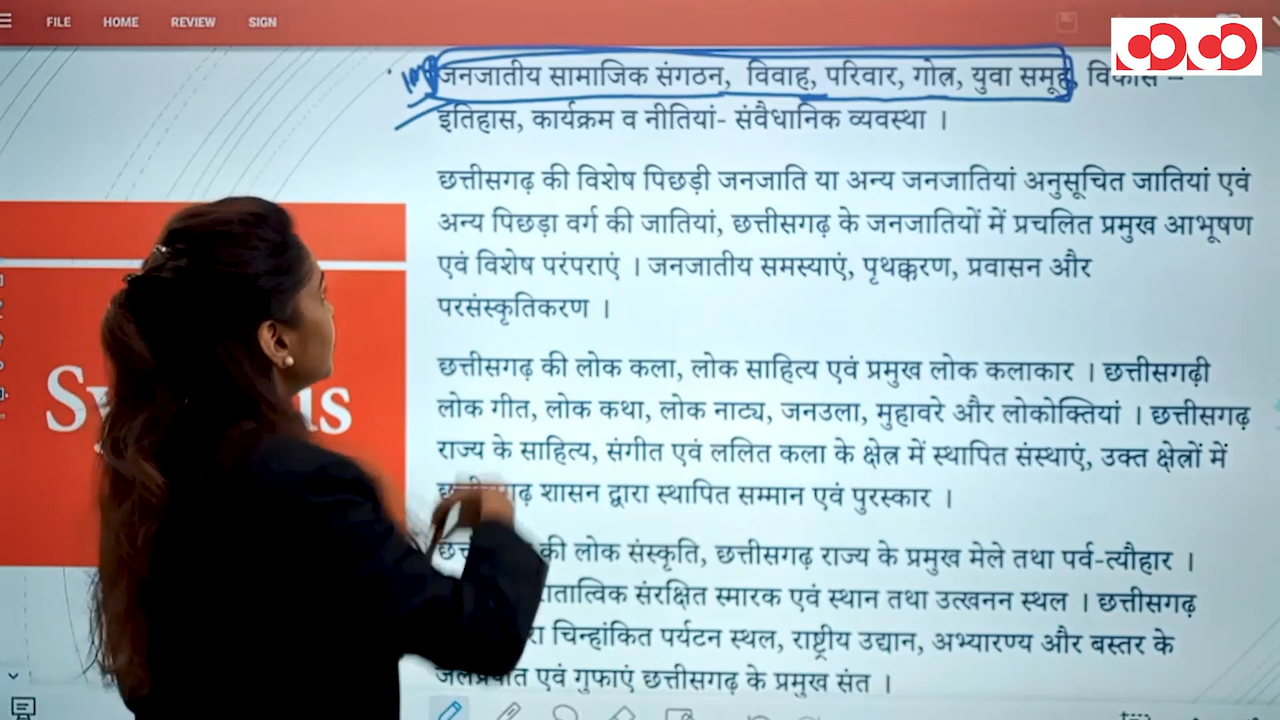 FILE HOME REVIEW SIGN
imp जनजातीय सामाजिक संगठन, विवाह, परिवार, गोत्र, युवा समूह, विकास –
इतिहास, कार्यक्रम व नीतियां- संवैधानिक व्यवस्था ।
छत्तीसगढ़ की विशेष पिछड़ी जनजाति या अन्य जनजातियां अनुसूचित जातियां एवं
अन्य पिछड़ा वर्ग की जातियां, छत्तीसगढ़ के जनजातियों में प्रचलित प्रमुख आभूषण
एवं विशेष परंपराएं । जनजातीय समस्याएं, पृथक्करण, प्रवासन और
परसंस्कृतिकरण ।
छत्तीसगढ़ की लोक कला, लोक साहित्य एवं प्रमुख लोक कलाकार । छत्तीसगढ़ी
लोक गीत, लोक कथा, लोक नाट्य, जनउला, मुहावरे और लोकोक्तियां । छत्तीसगढ़
राज्य के साहित्य, संगीत एवं ललित कला के क्षेत्र में स्थापित संस्थाएं, उक्त क्षेत्रों में
शासन द्वारा स्थापित सम्मान एवं पुरस्कार ।
की लोक संस्कृति, छत्तीसगढ़ राज्य के प्रमुख मेले तथा पर्व-त्यौहार ।
संरक्षित स्मारक एवं स्थान तथा उत्खनन स्थल । छत्तीसगढ़
चिन्हांकित पर्यटन स्थल, राष्ट्रीय उद्यान, अभ्यारण्य और बस्तर के
जलप्रपात एवं गुफाएं छत्तीसगढ़ के प्रमुख संत ।